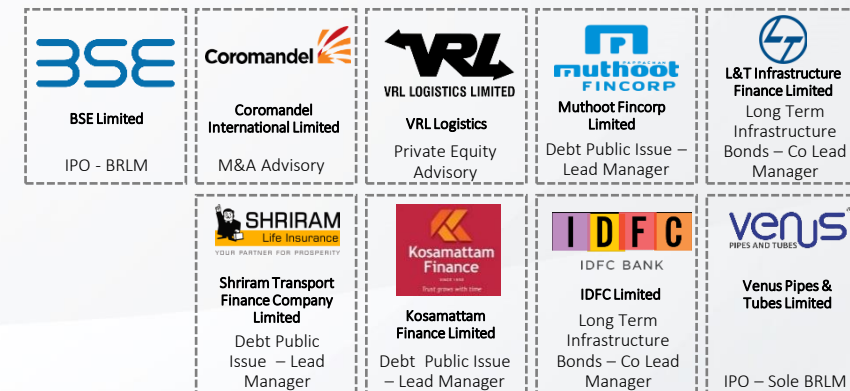 BSE
BSE Limited
IPO - BRLM
Coromandel
Coromandel
International Limited
M&A Advisory
VRL
VRL LOGISTICS LIMITED
VRL Logistics
Private Equity
Advisory
muthoot
PAPPACHAN
FINCORP
Muthoot Fincorp
Limited
Debt Public Issue –
Lead Manager
LT
L&T Infrastructure
Finance Limited
Long Term
Infrastructure
Bonds – Co Lead
Manager
SHRIRAM
Life Insurance
YOUR PARTNER FOR PROSPERITY
Shriram Transport
Finance Company
Limited
Debt Public
Issue – Lead
Manager
Kosamattam
Finance
Trust grows with time
Kosamattam
Finance Limited
Debt Public Issue
– Lead Manager
IDFC
IDFC BANK
IDFC Limited
Long Term
Infrastructure
Bonds – Co Lead
Manager
venus
PIPES AND TUBES
Venus Pipes &
Tubes Limited
IPO – Sole BRLM